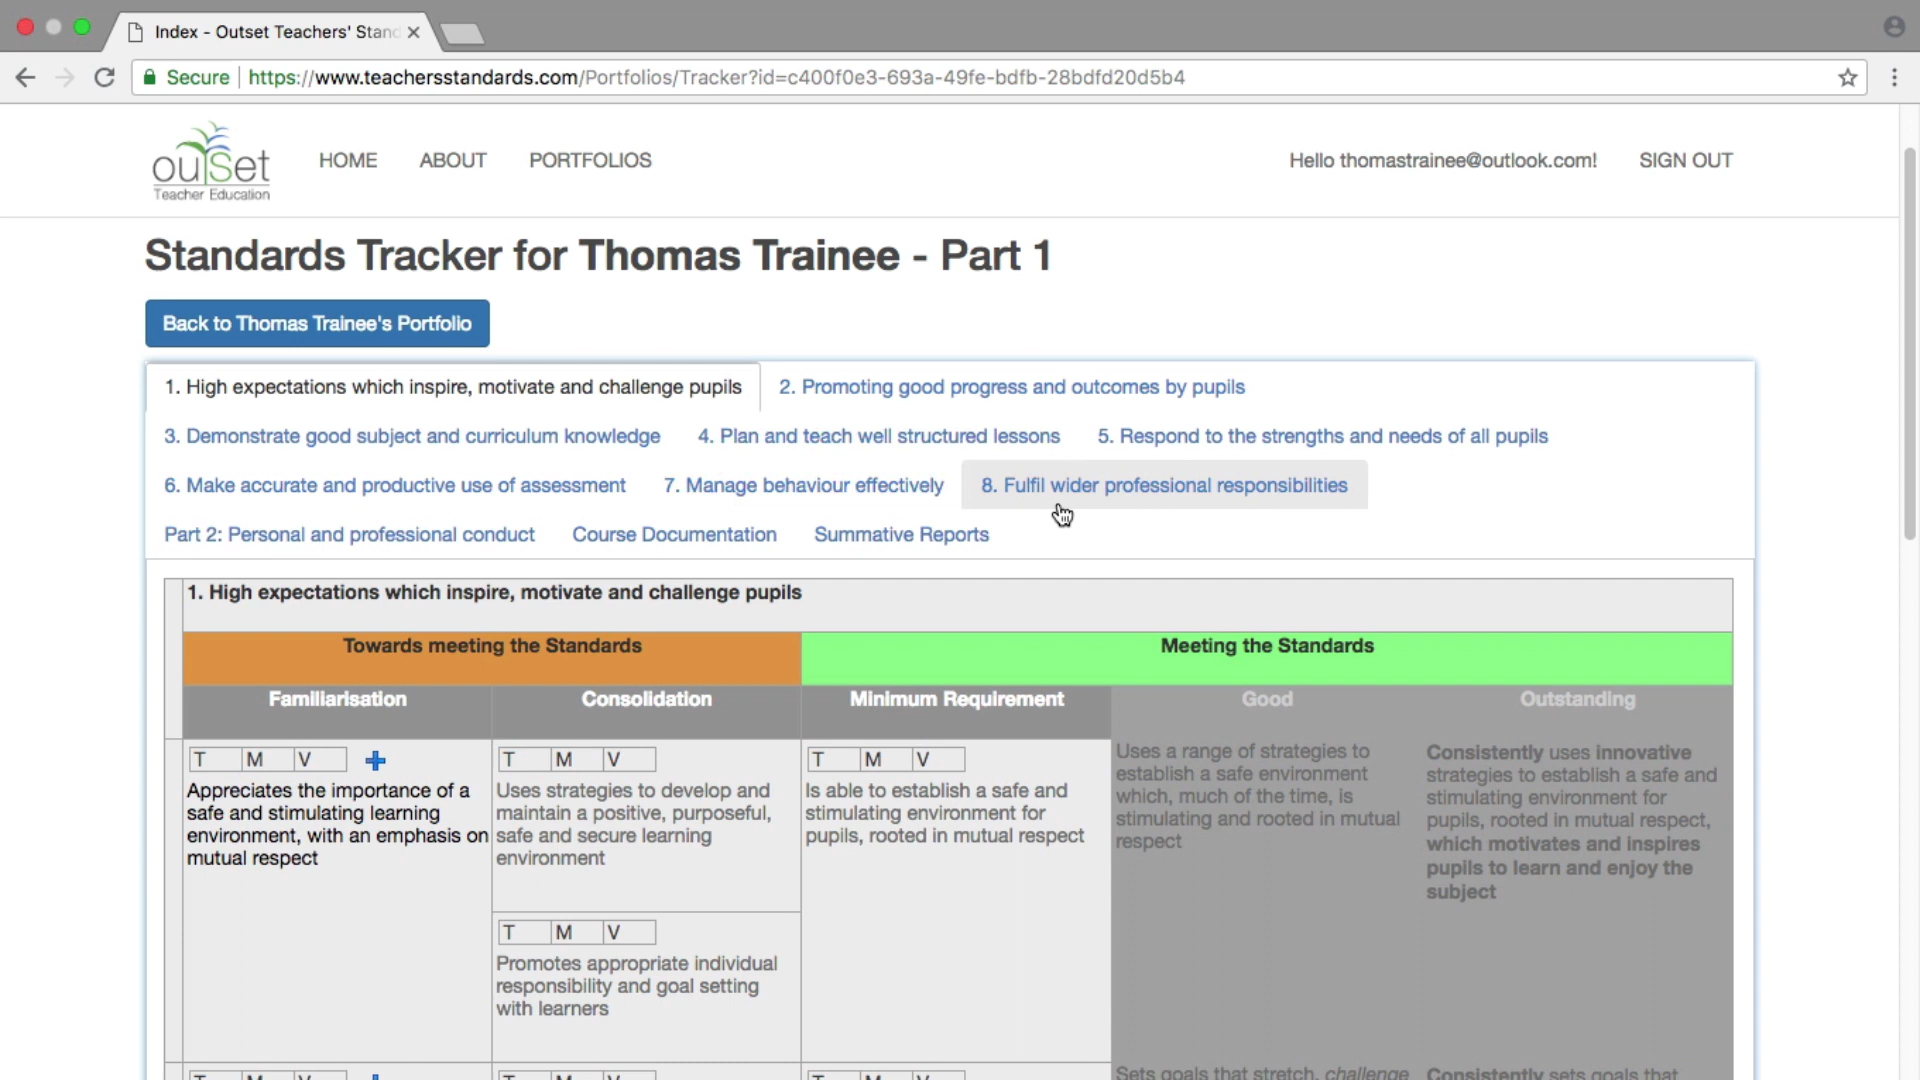 Index - Outset Teachers' Stand
Secure https://www.teachersstandards.com/Portfolios/Tracker?id=c400f0e3-693a-49fe-bdfb-28bdfd20d5b4
outset
Teacher Education
HOME ABOUT PORTFOLIOS Hello thomastrainee@outlook.com! SIGN OUT
Standards Tracker for Thomas Trainee - Part 1
Back to Thomas Trainee's Portfolio
1. High expectations which inspire, motivate and challenge pupils 2. Promoting good progress and outcomes by pupils
3. Demonstrate good subject and curriculum knowledge 4. Plan and teach well structured lessons 5. Respond to the strengths and needs of all pupils
6. Make accurate and productive use of assessment 7. Manage behaviour effectively 8. Fulfil wider professional responsibilities
Part 2: Personal and professional conduct Course Documentation Summative Reports
1. High expectations which inspire, motivate and challenge pupils
Towards meeting the Standards Meeting the Standards
Familiarisation Consolidation Minimum Requirement Good Outstanding
T M V
Appreciates the importance of a
safe and stimulating learning
environment, with an emphasis on
mutual respect
T M V
Uses strategies to develop and
maintain a positive, purposeful,
safe and secure learning
environment
T M V
Promotes appropriate individual
responsibility and goal setting
with learners
T M V
Is able to establish a safe and
stimulating environment for
pupils, rooted in mutual respect
Uses a range of strategies to
establish a safe environment
which, much of the time, is
stimulating and rooted in mutual
respect
Consistently uses innovative
strategies to establish a safe and
stimulating environment for
pupils, rooted in mutual respect,
which motivates and inspires
pupils to learn and enjoy the
subject
T M V T M V T M V Sets goals that stretch, challenge Consistently sets goals that